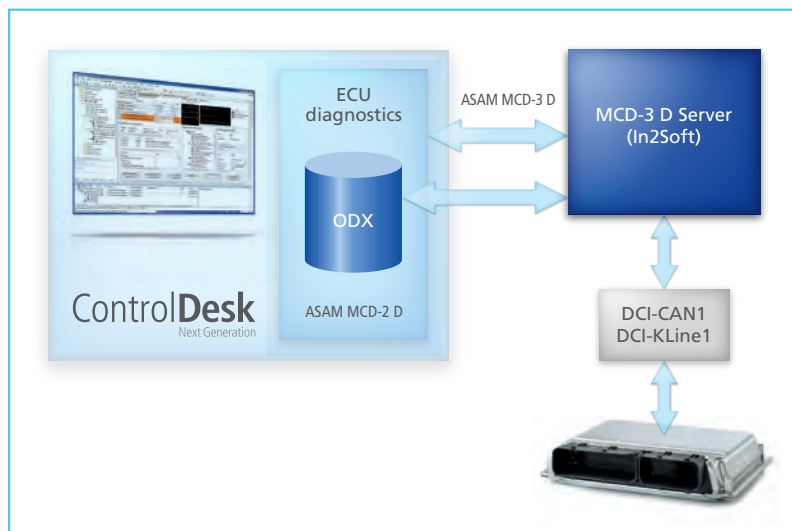 ECU
diagnostics
ODX
ASAM MCD-2 D
ControlDesk
Next Generation
ASAM MCD-3 D
MCD-3 D Server
(In2Soft)
DCI-CAN1
DCI-KLine1